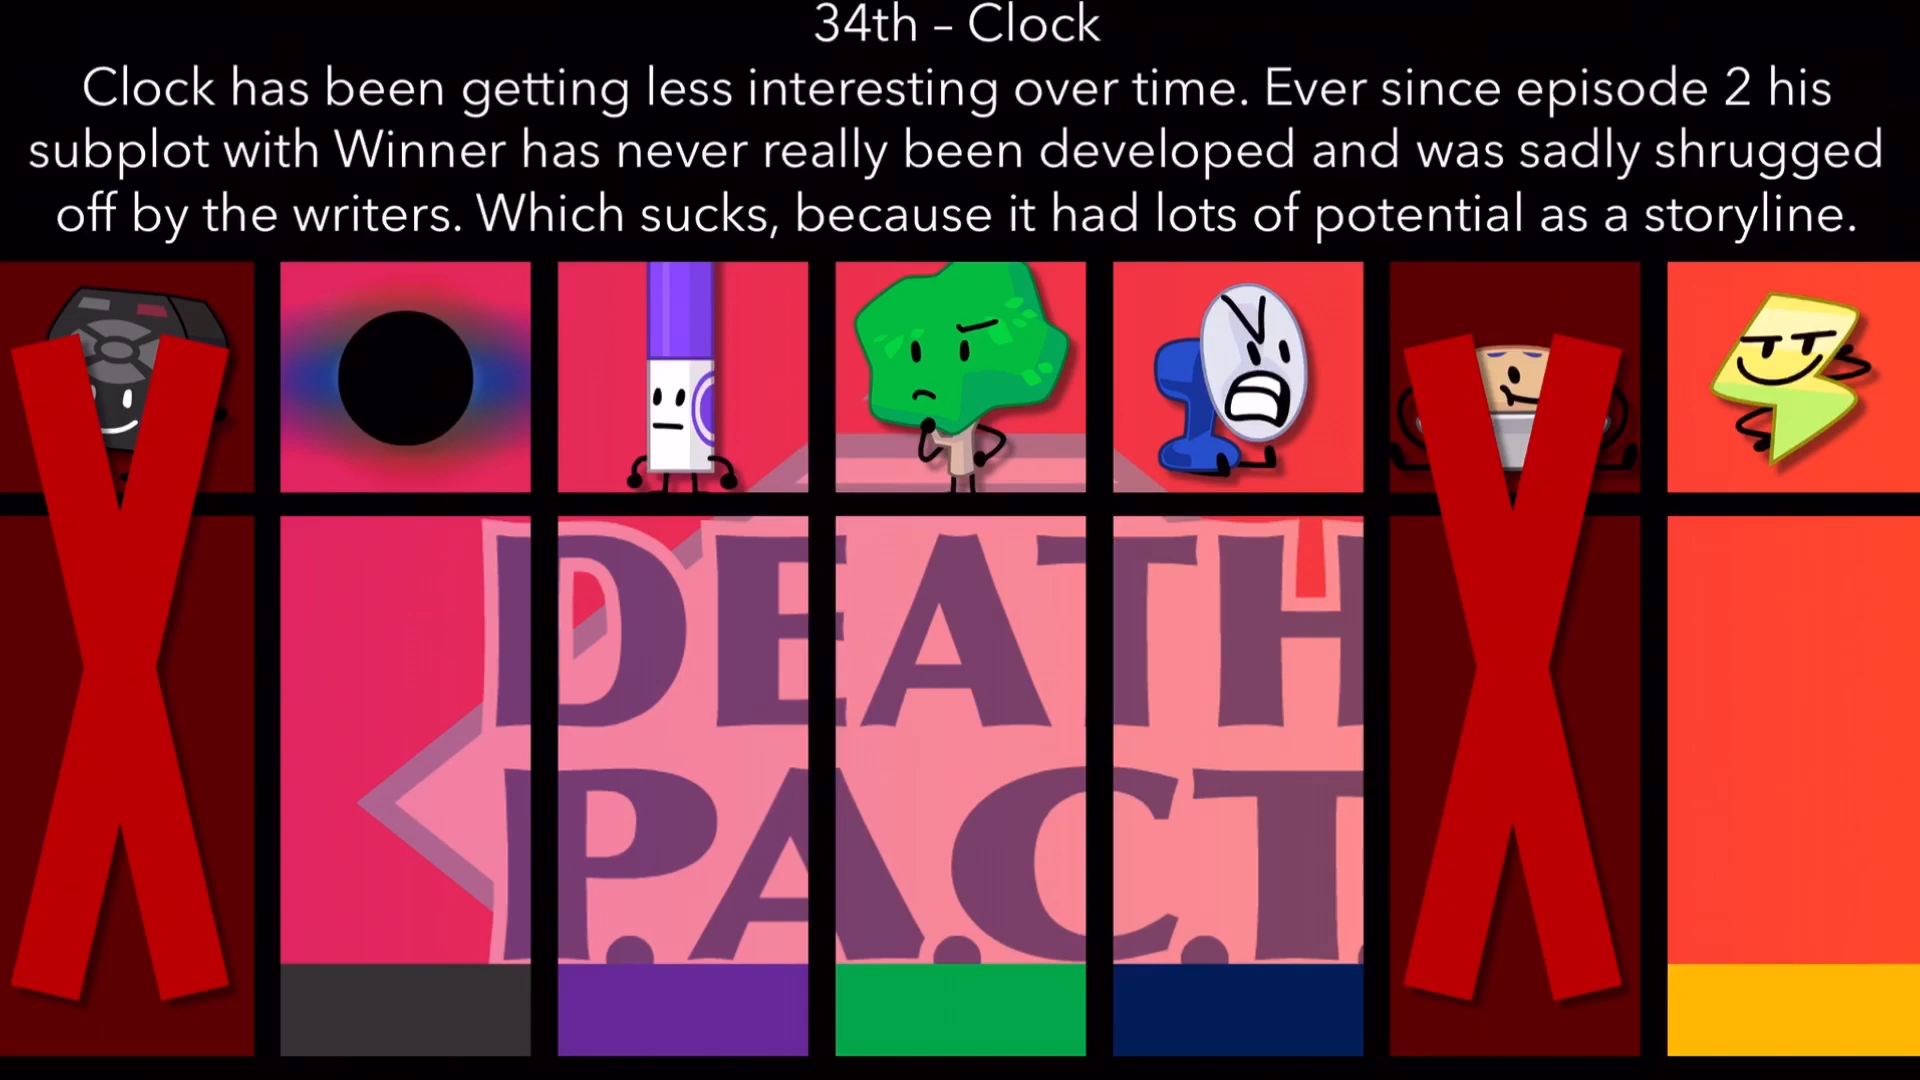 34th – Clock
Clock has been getting less interesting over time. Ever since episode 2 his
subplot with Winner has never really been developed and was sadly shrugged
off by the writers. Which sucks, because it had lots of potential as a storyline.
DEATH
P.A.C.T.